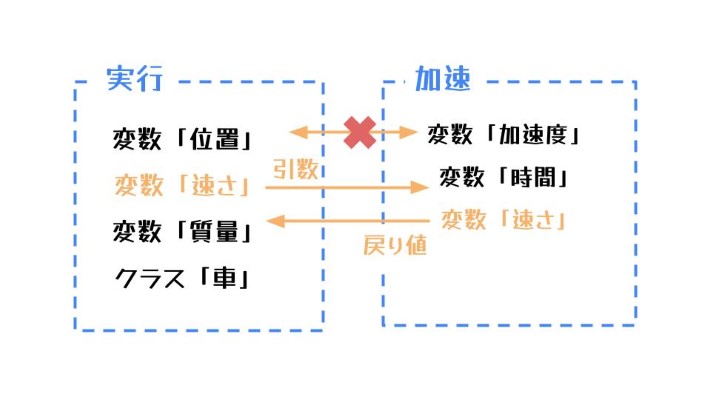 実行
変数「位置」
変数「速さ」
変数「質量」
クラス「車」
引数
戻り値
加速
変数「加速度」
変数「時間」
変数「速さ」